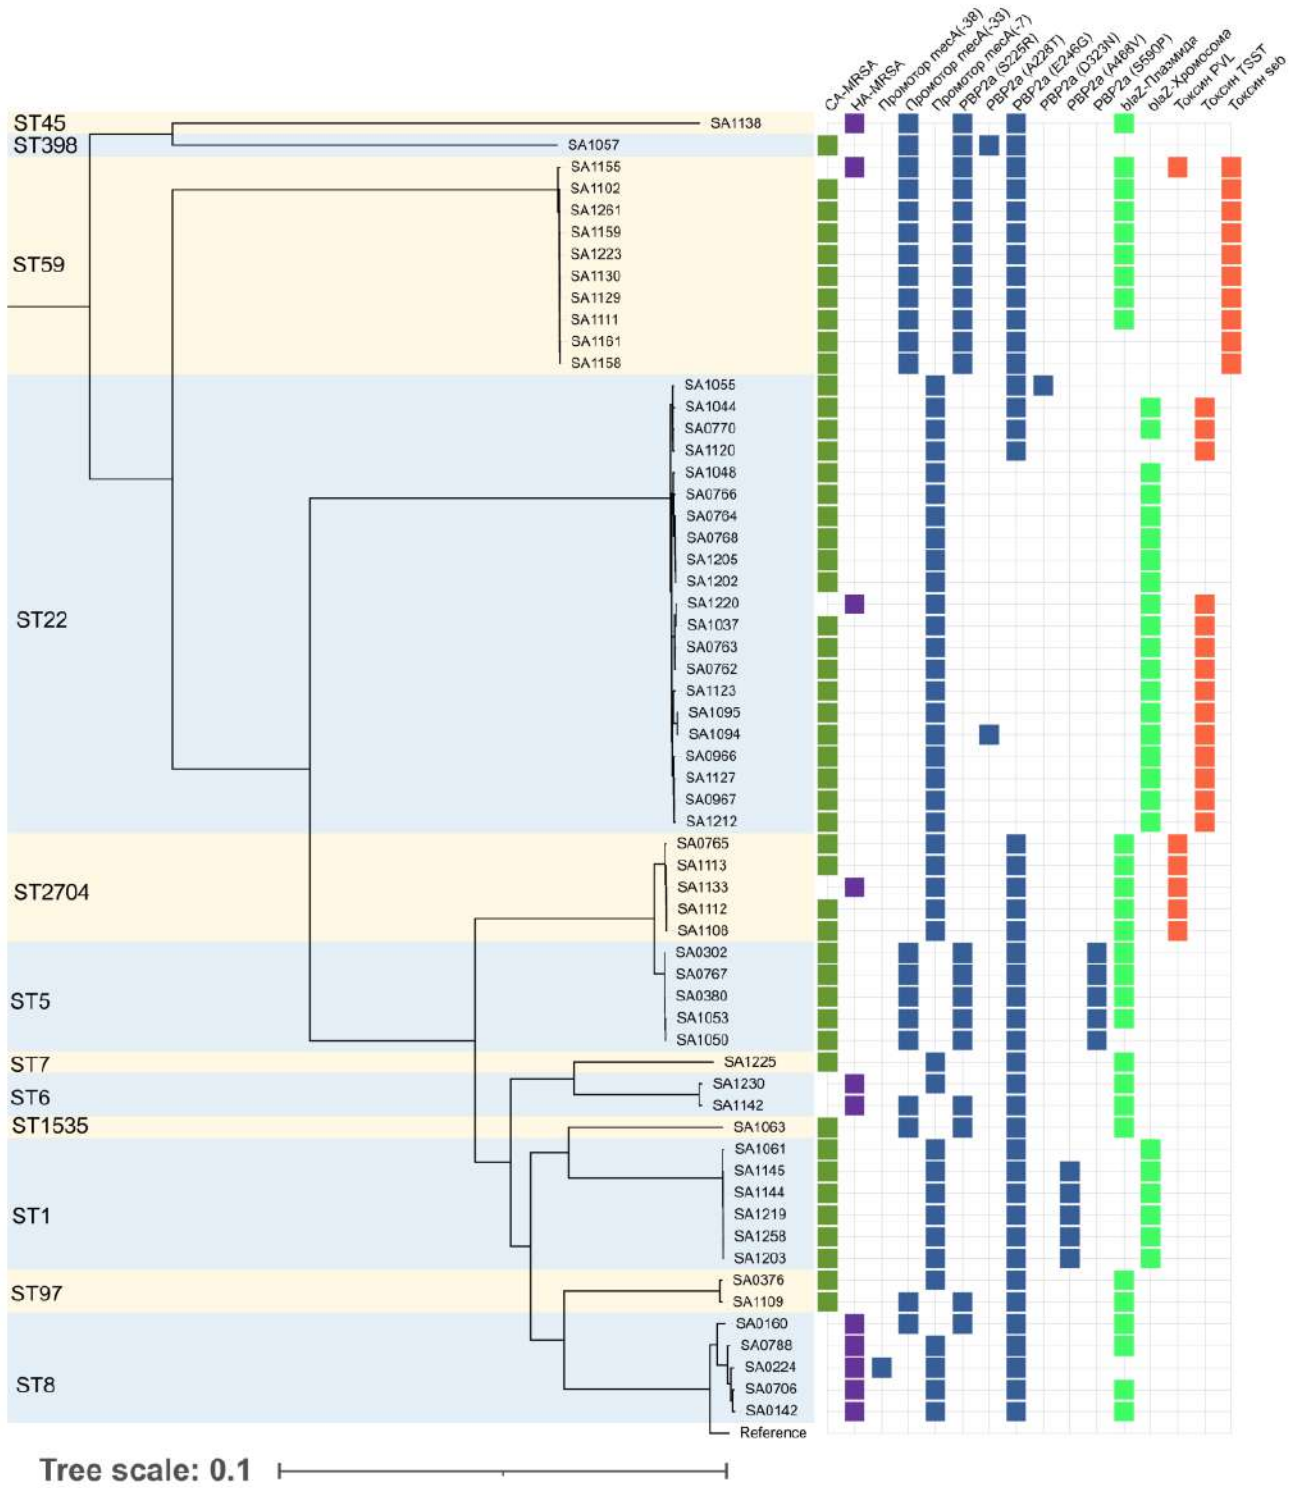 CA-MRSA
HA-MRSA
Промотор mecA(-38)
Промотор mecA(-33)
Промотор mecA(-7)
PBP2a (S225R)
PBP2a (A228T)
PBP2a (E246G)
PBP2a (D323N)
PBP2a (A468V)
PBP2a (S590P)
blaZ-Плазмида
blaZ-Хромосома
Токсин PVL
Токсин TSST
Токсин seb
ST45
SA1138
ST398
SA1057
SA1155
SA1102
SA1261
SA1159
SA1223
ST59
SA1130
SA1129
SA1111
SA1161
SA1158
SA1055
SA1044
SA0770
SA1120
SA1048
SA0766
SA0764
SA0768
SA1205
SA1202
SA1220
ST22
SA1037
SA0763
SA0762
SA1123
SA1095
SA1094
SA0966
SA1127
SA0967
SA1212
SA0765
SA1113
SA1133
ST2704
SA1112
SA1108
SA0302
SA0767
SA0380
ST5
SA1053
SA1050
ST7
SA1225
SA1230
ST6
SA1142
ST1535
SA1063
SA1061
SA1145
SA1144
SA1219
ST1
SA1258
SA1203
SA0376
ST97
SA1109
SA0160
SA0788
SA0224
ST8
SA0706
SA0142
Reference
Tree scale: 0.1